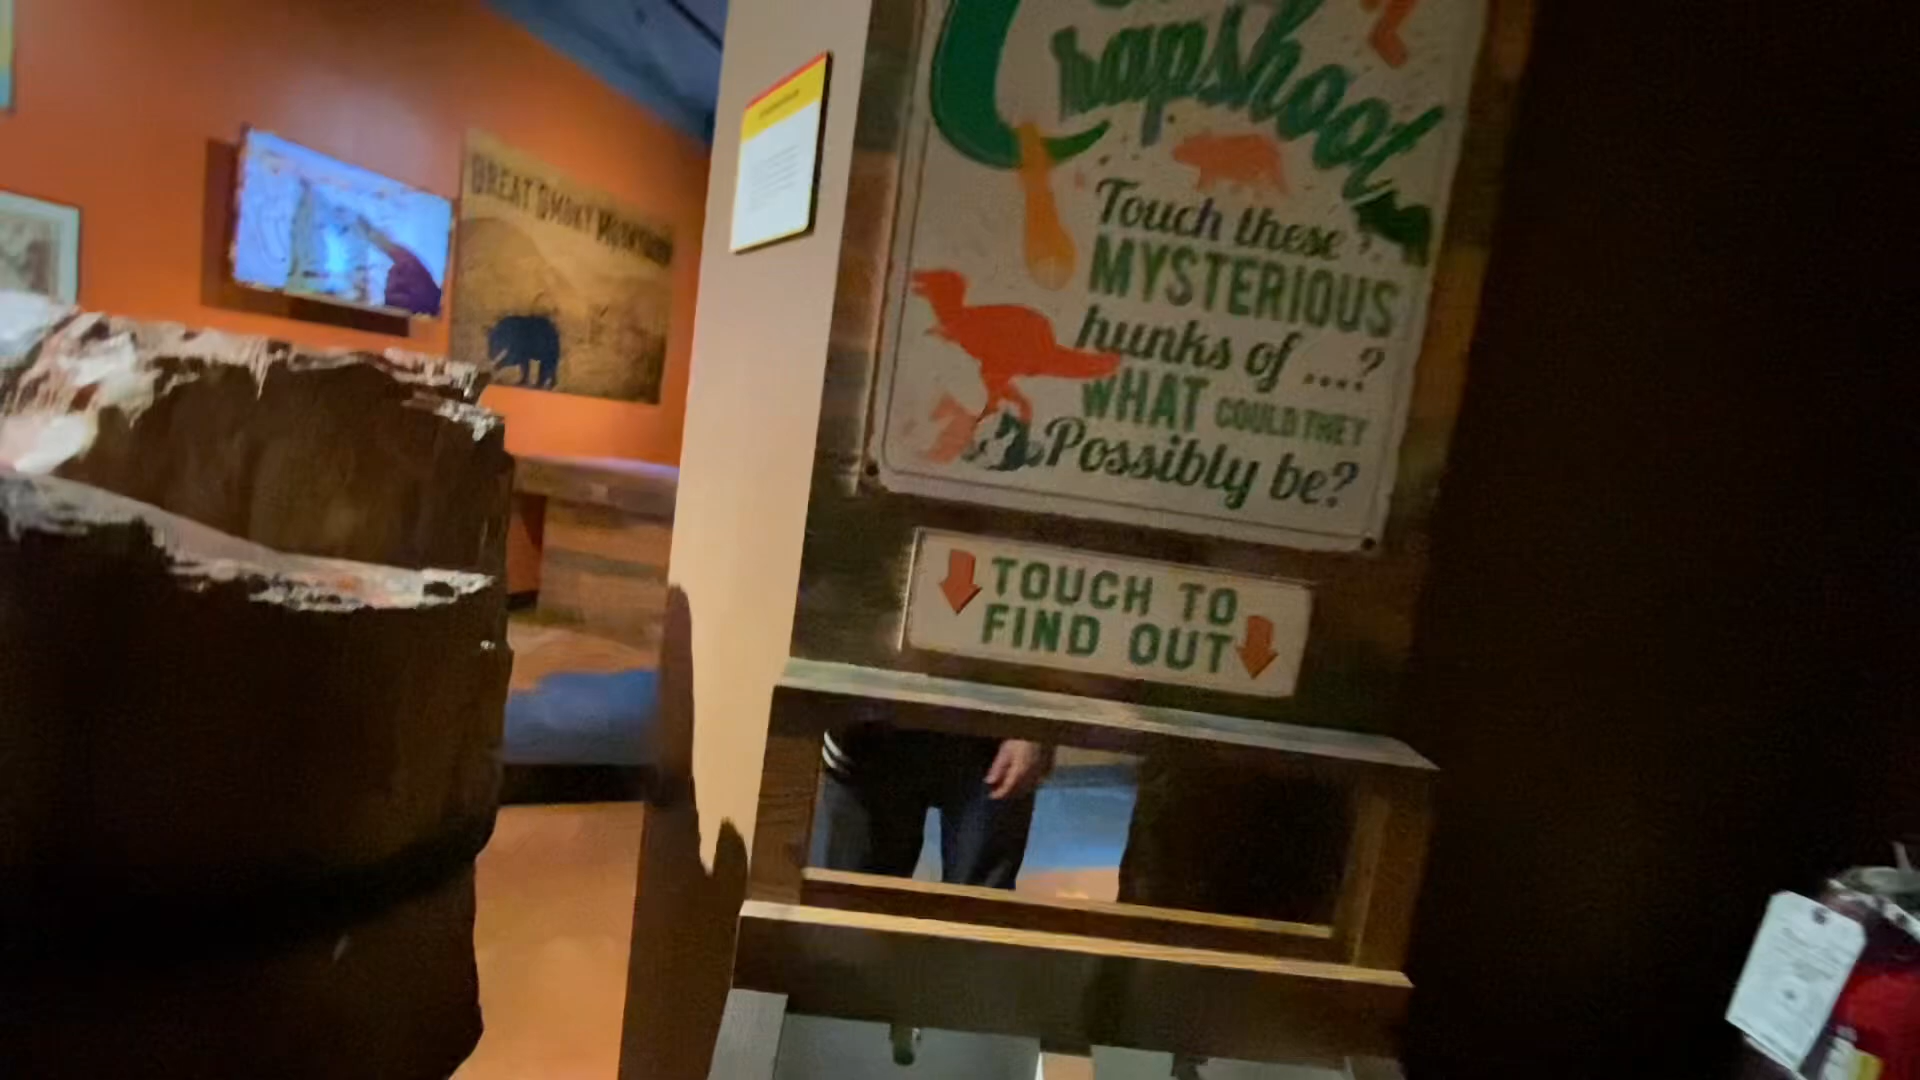 GREAT SMOKY MOUNTAINS
Crapshoot
Touch these
MYSTERIOUS
hunks of ....?
WHAT COULD THEY
Possibly be?
TOUCH TO
FIND OUT